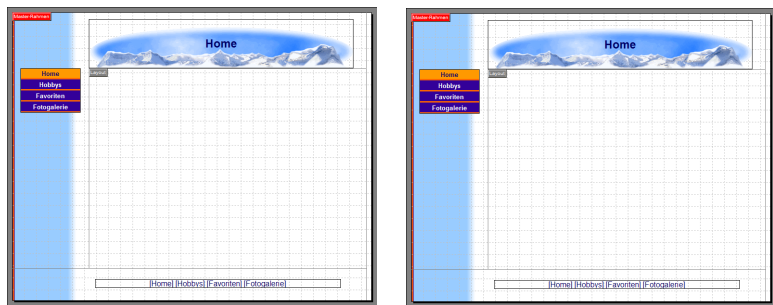 Master-Rahmen
Home
Layout
Home
Hobbys
Favoriten
Fotogalerie
[Home] [Hobbys] [Favoriten] [Fotogalerie]
Master-Rahmen
Home
Layout
Home
Hobbys
Favoriten
Fotogalerie
[Home] [Hobbys] [Favoriten] [Fotogalerie]